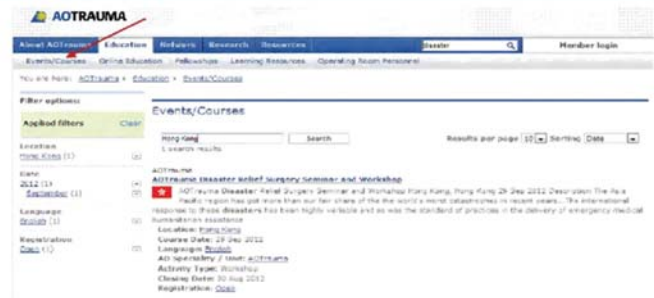 AOTRAUMA
About AOTrauma Education Network Research Resources disaster Member login
Events/Courses Online Education Fellowships Learning Resources Operating Room Personnel
You are here: AOTrauma Education Events/Courses
Filter options:
Applied filters Clear
Location
Hong Kong (1)
Date
2012 (1)
September (1)
Language
English (1)
Registration
Open (1)
Events/Courses
Hong Kong Search Results per page 10 Sorting Date
1 search results
AOTrauma
AOTrauma Disaster Relief Surgery Seminar and Workshop
AOTrauma Disaster Relief Surgery Seminar and Workshop Hong Kong, Hong Kong 29 Sep 2012 Description The Asia
Pacific region has got more than our fair share of the the world's worst catastrophes in recent years... The international
response to these disasters has been highly variable and so was the standard of practices in the delivery of emergency medical
humanitarian assistance
Location: Hong Kong
Course Date: 29 Sep 2012
Language: English
AO Speciality / Unit: AOTrauma
Activity Type: Workshop
Closing Date: 30 Aug 2012
Registration: Open